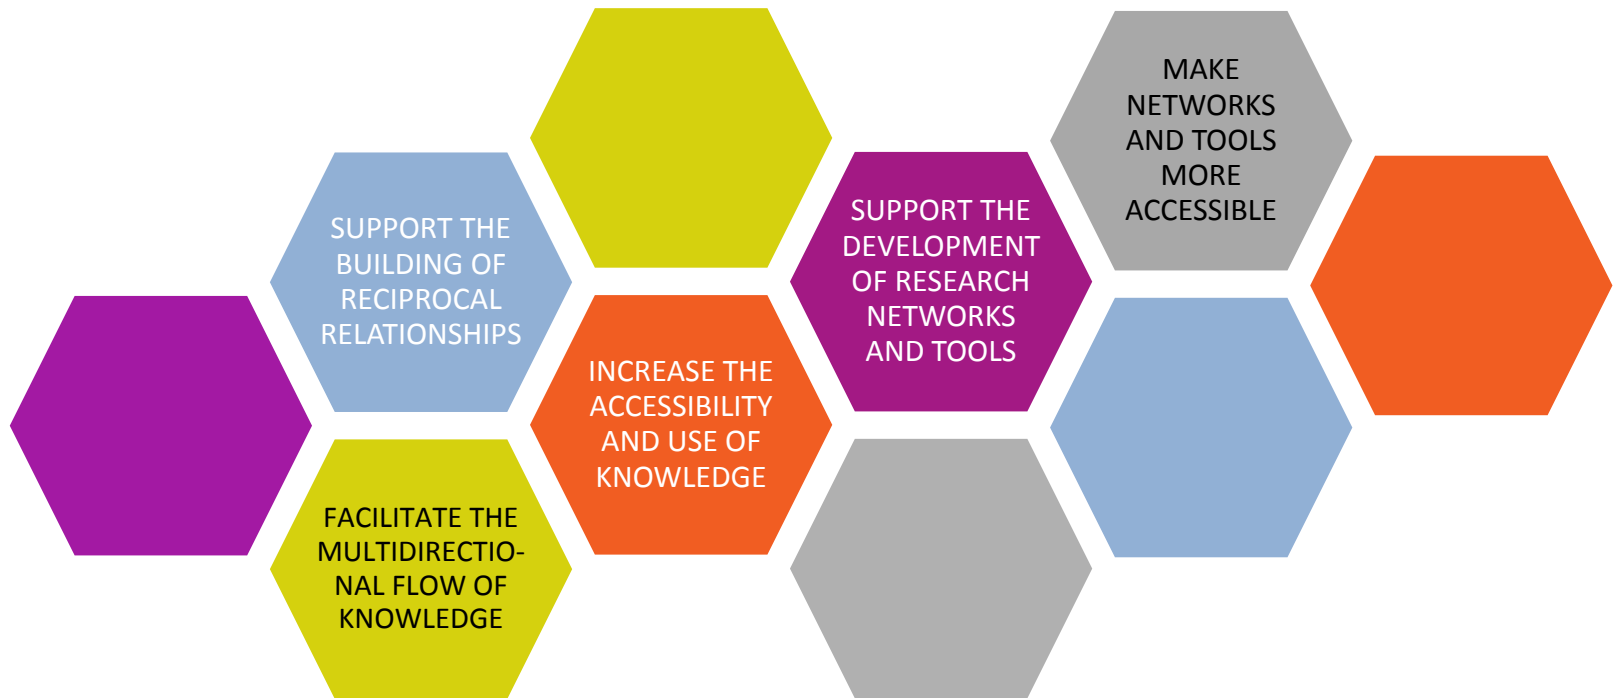 SUPPORT THE
BUILDING OF
RECIPROCAL
RELATIONSHIPS
FACILITATE THE
MULTIDIRECTIO-
NAL FLOW OF
KNOWLEDGE
INCREASE THE
ACCESSIBILITY
AND USE OF
KNOWLEDGE
SUPPORT THE
DEVELOPMENT
OF RESEARCH
NETWORKS
AND TOOLS
MAKE
NETWORKS
AND TOOLS
MORE
ACCESSIBLE